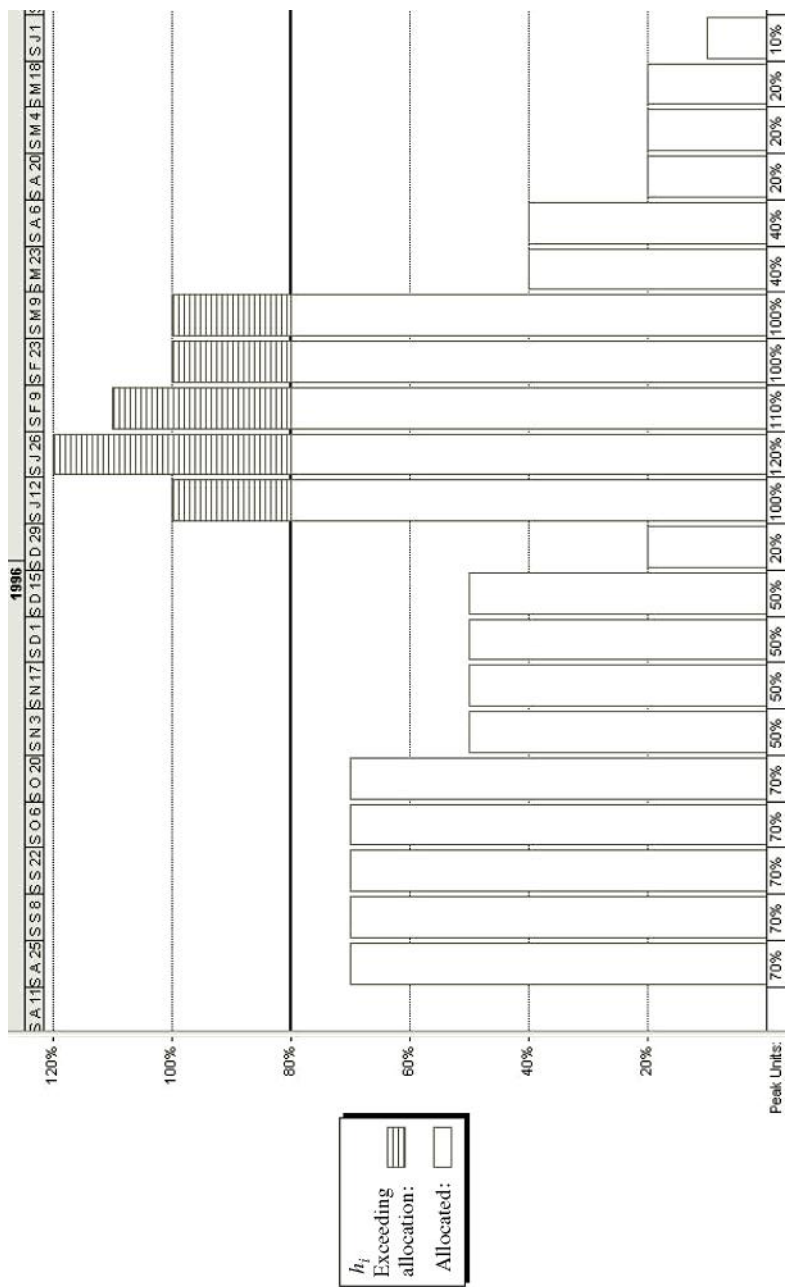 1996
S A 11 S A 25 S S 8 S S 22 S O 6 S O 20 S N 3 S N 17 S D 1 S D 15 S D 29 S J 12 S J 26 S F 9 S F 23 S M 9 S M 23 S A 6 S A 20 S M 4 S M 18 S J 1
120%
100%
80%
60%
40%
20%
h_i
Exceeding
allocation:
Allocated:
Peak Units: 70% 70% 70% 70% 70% 50% 50% 50% 50% 20% 100% 120% 110% 100% 100% 40% 40% 20% 20% 20% 10%